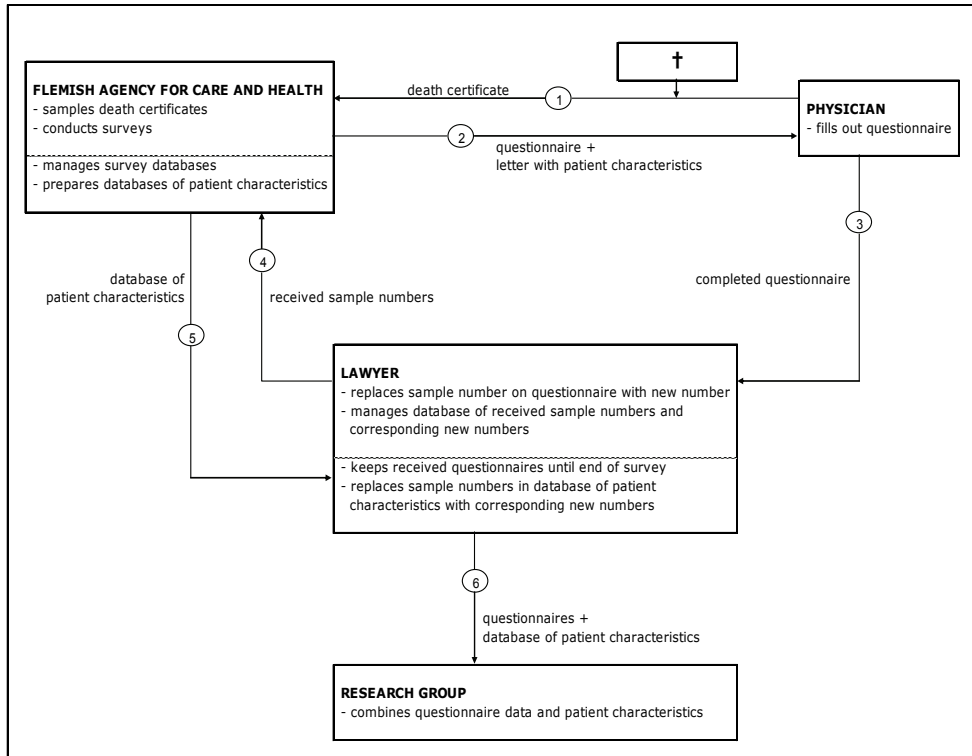 †
FLEMISH AGENCY FOR CARE AND HEALTH
- samples death certificates
- conducts surveys
- manages survey databases
- prepares databases of patient characteristics
death certificate
1
PHYSICIAN
- fills out questionnaire
2
questionnaire +
letter with patient characteristics
3
completed questionnaire
4
received sample numbers
database of
patient characteristics
5
LAWYER
- replaces sample number on questionnaire with new number
- manages database of received sample numbers and
corresponding new numbers
- keeps received questionnaires until end of survey
- replaces sample numbers in database of patient
characteristics with corresponding new numbers
6
questionnaires +
database of patient characteristics
RESEARCH GROUP
- combines questionnaire data and patient characteristics